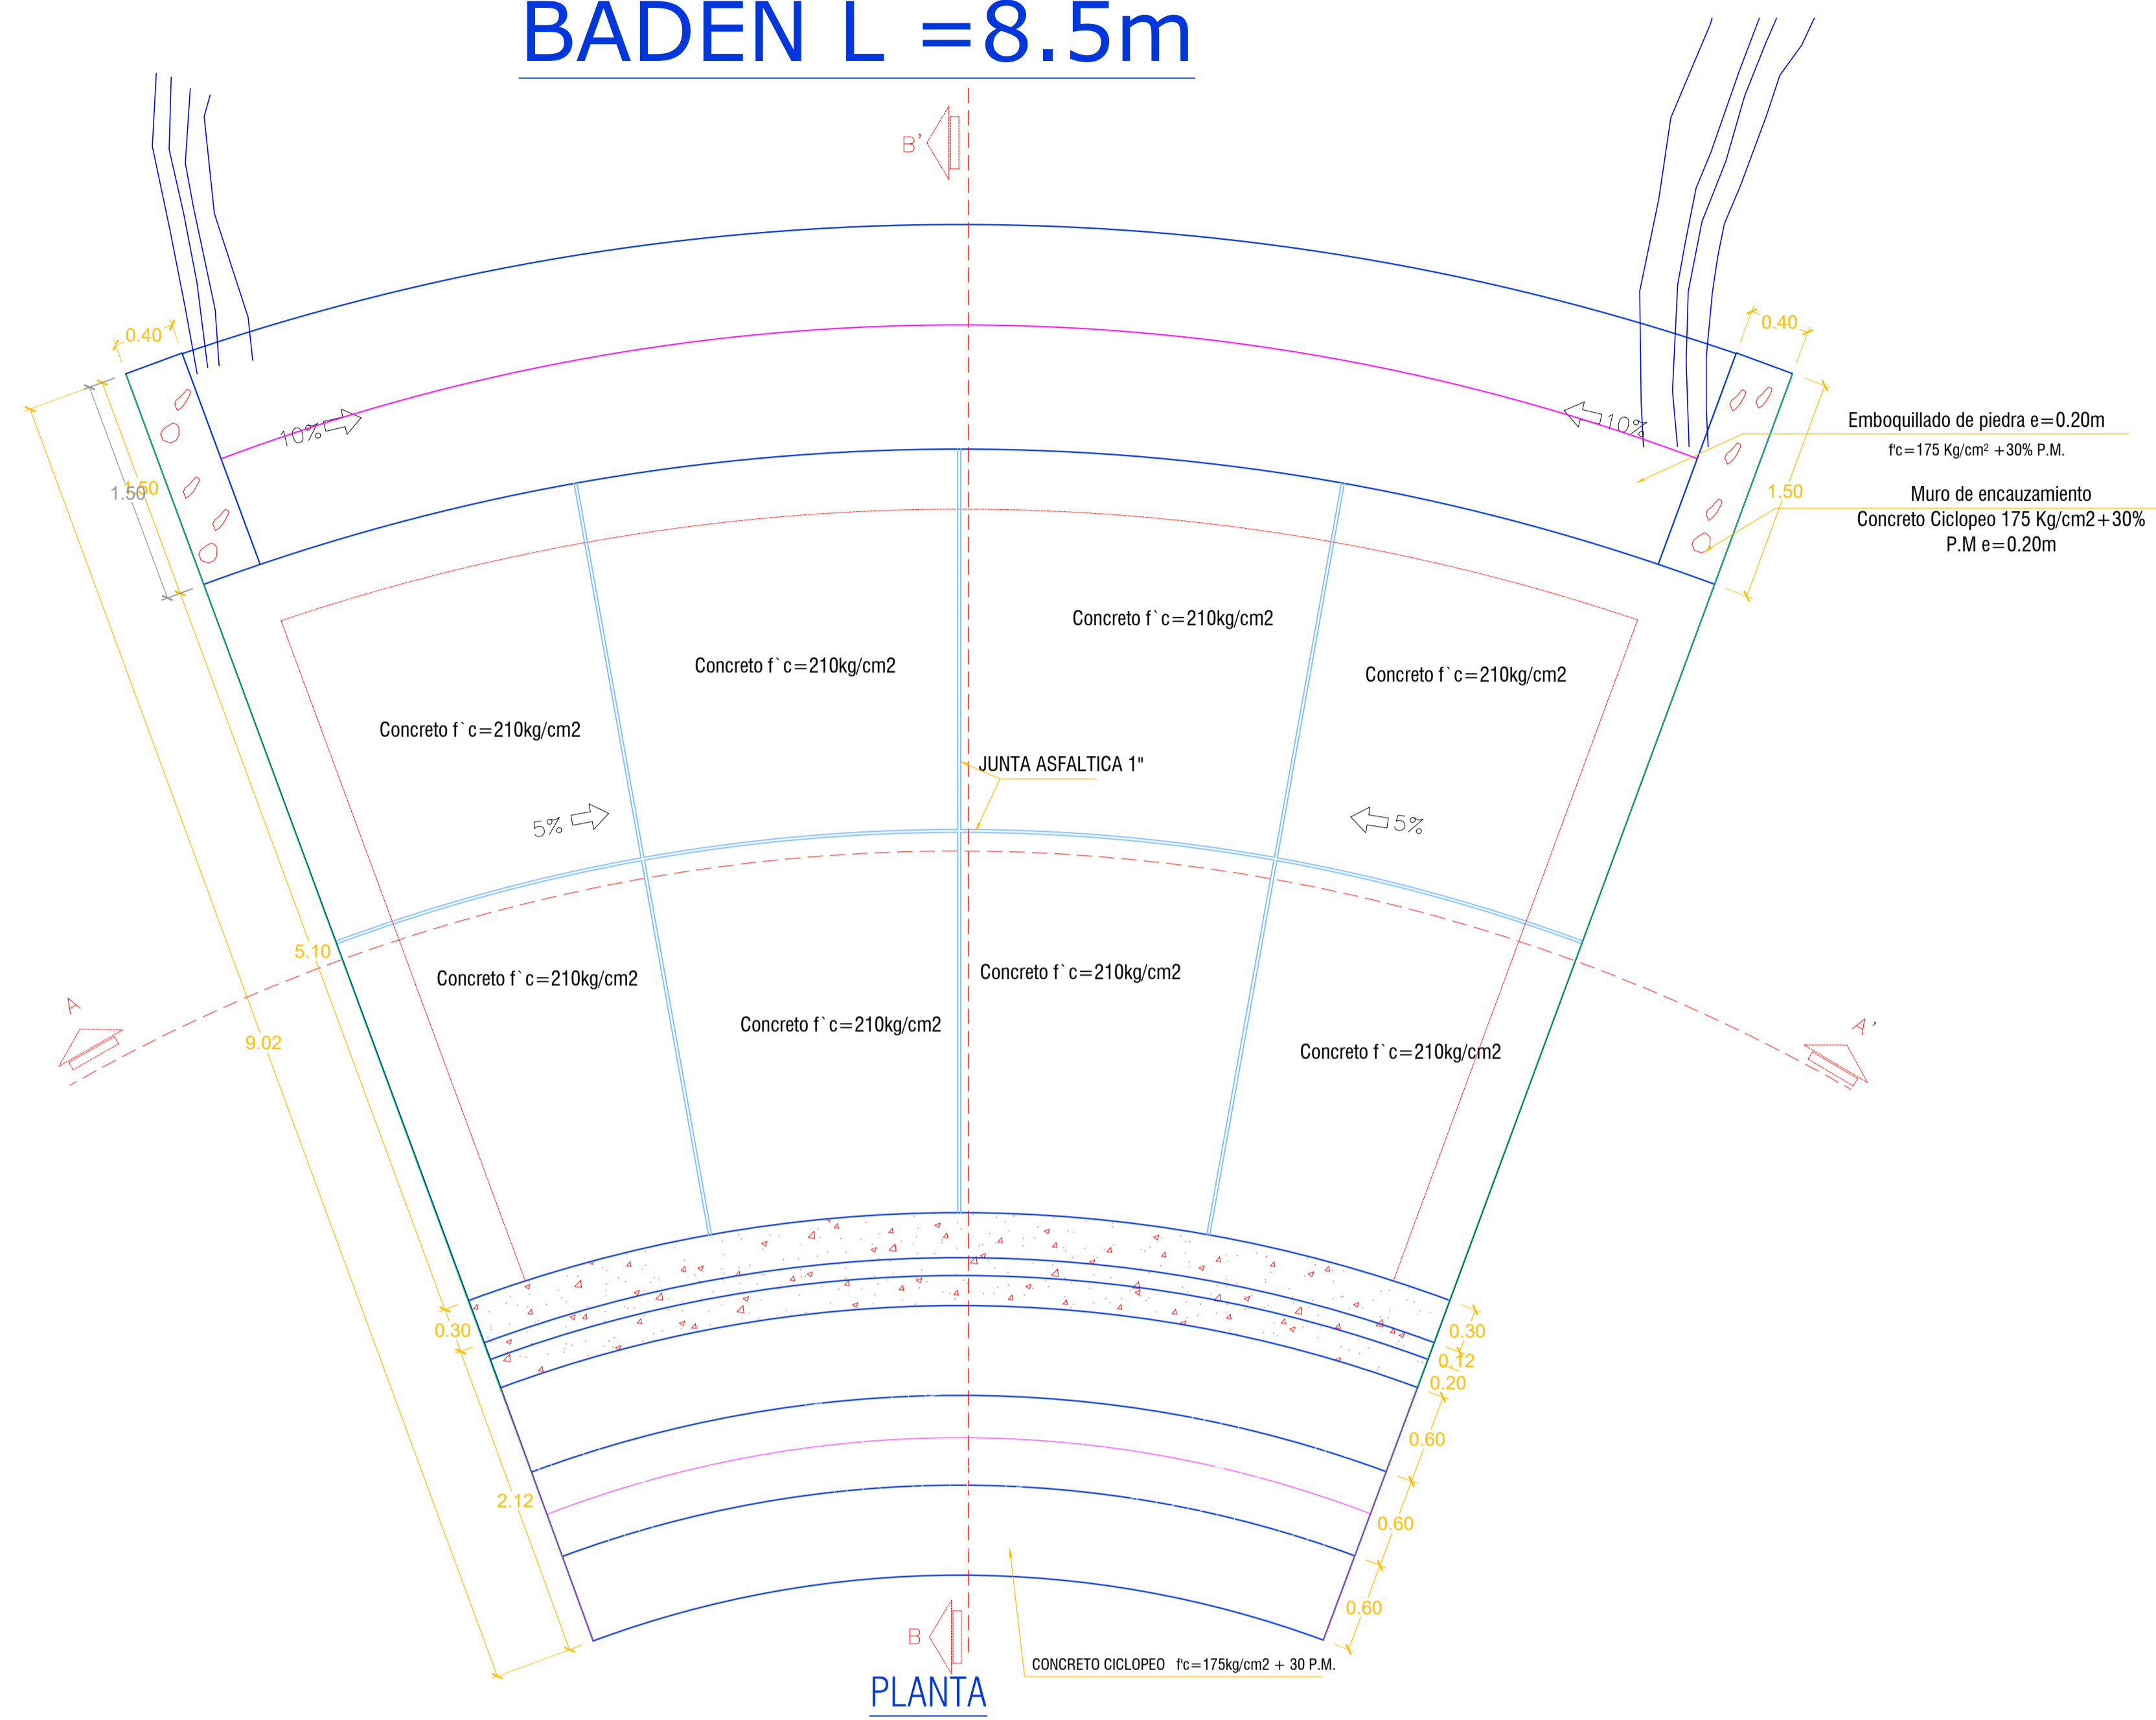 BADEN L =8.5m
B'
0.40
0.40
10%
10%
Emboquillado de piedra e=0.20m
f'c=175 Kg/cm² +30% P.M.
1.50
1.50
1.50
Muro de encauzamiento
Concreto Ciclopeo 175 Kg/cm2+30%
P.M e=0.20m
Concreto f`c=210kg/cm2
Concreto f`c=210kg/cm2
Concreto f`c=210kg/cm2
Concreto f`c=210kg/cm2
JUNTA ASFALTICA 1"
5%
5%
5.10
Concreto f`c=210kg/cm2
Concreto f`c=210kg/cm2
A
Concreto f`c=210kg/cm2
A'
9.02
Concreto f`c=210kg/cm2
0.30
0.30
0.12
0.20
0.60
2.12
0.60
0.60
B
CONCRETO CICLOPEO f'c=175kg/cm2 + 30 P.M.
PLANTA